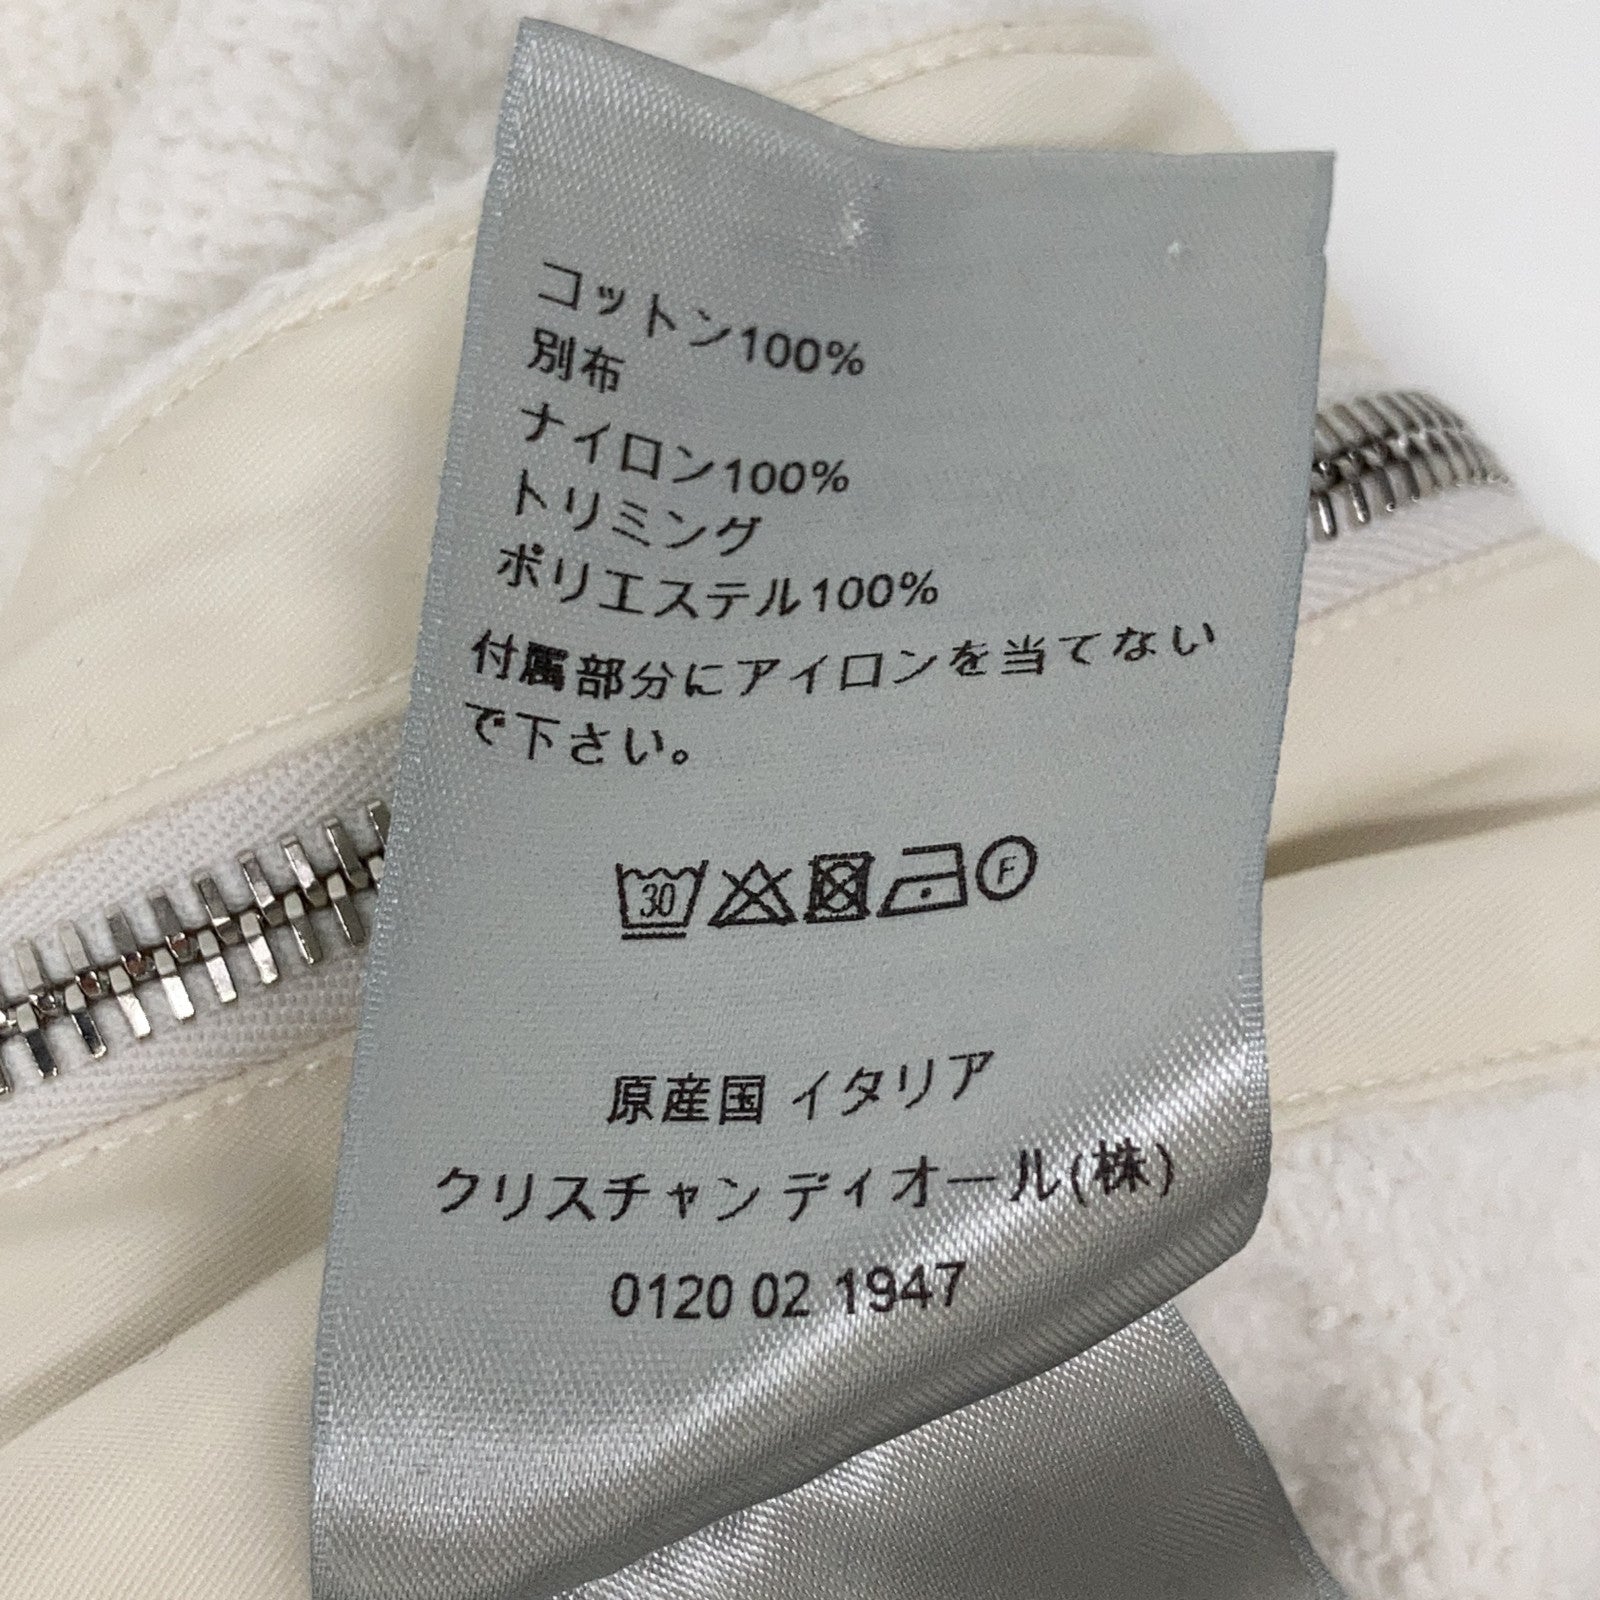 コットン100%
別布
ナイロン100%
トリミング
ポリエステル100%
付属部分にアイロンを当てない
で下さい。
30 F
原産国 イタリア
クリスチャン ディオール(株)
0120 02 1947